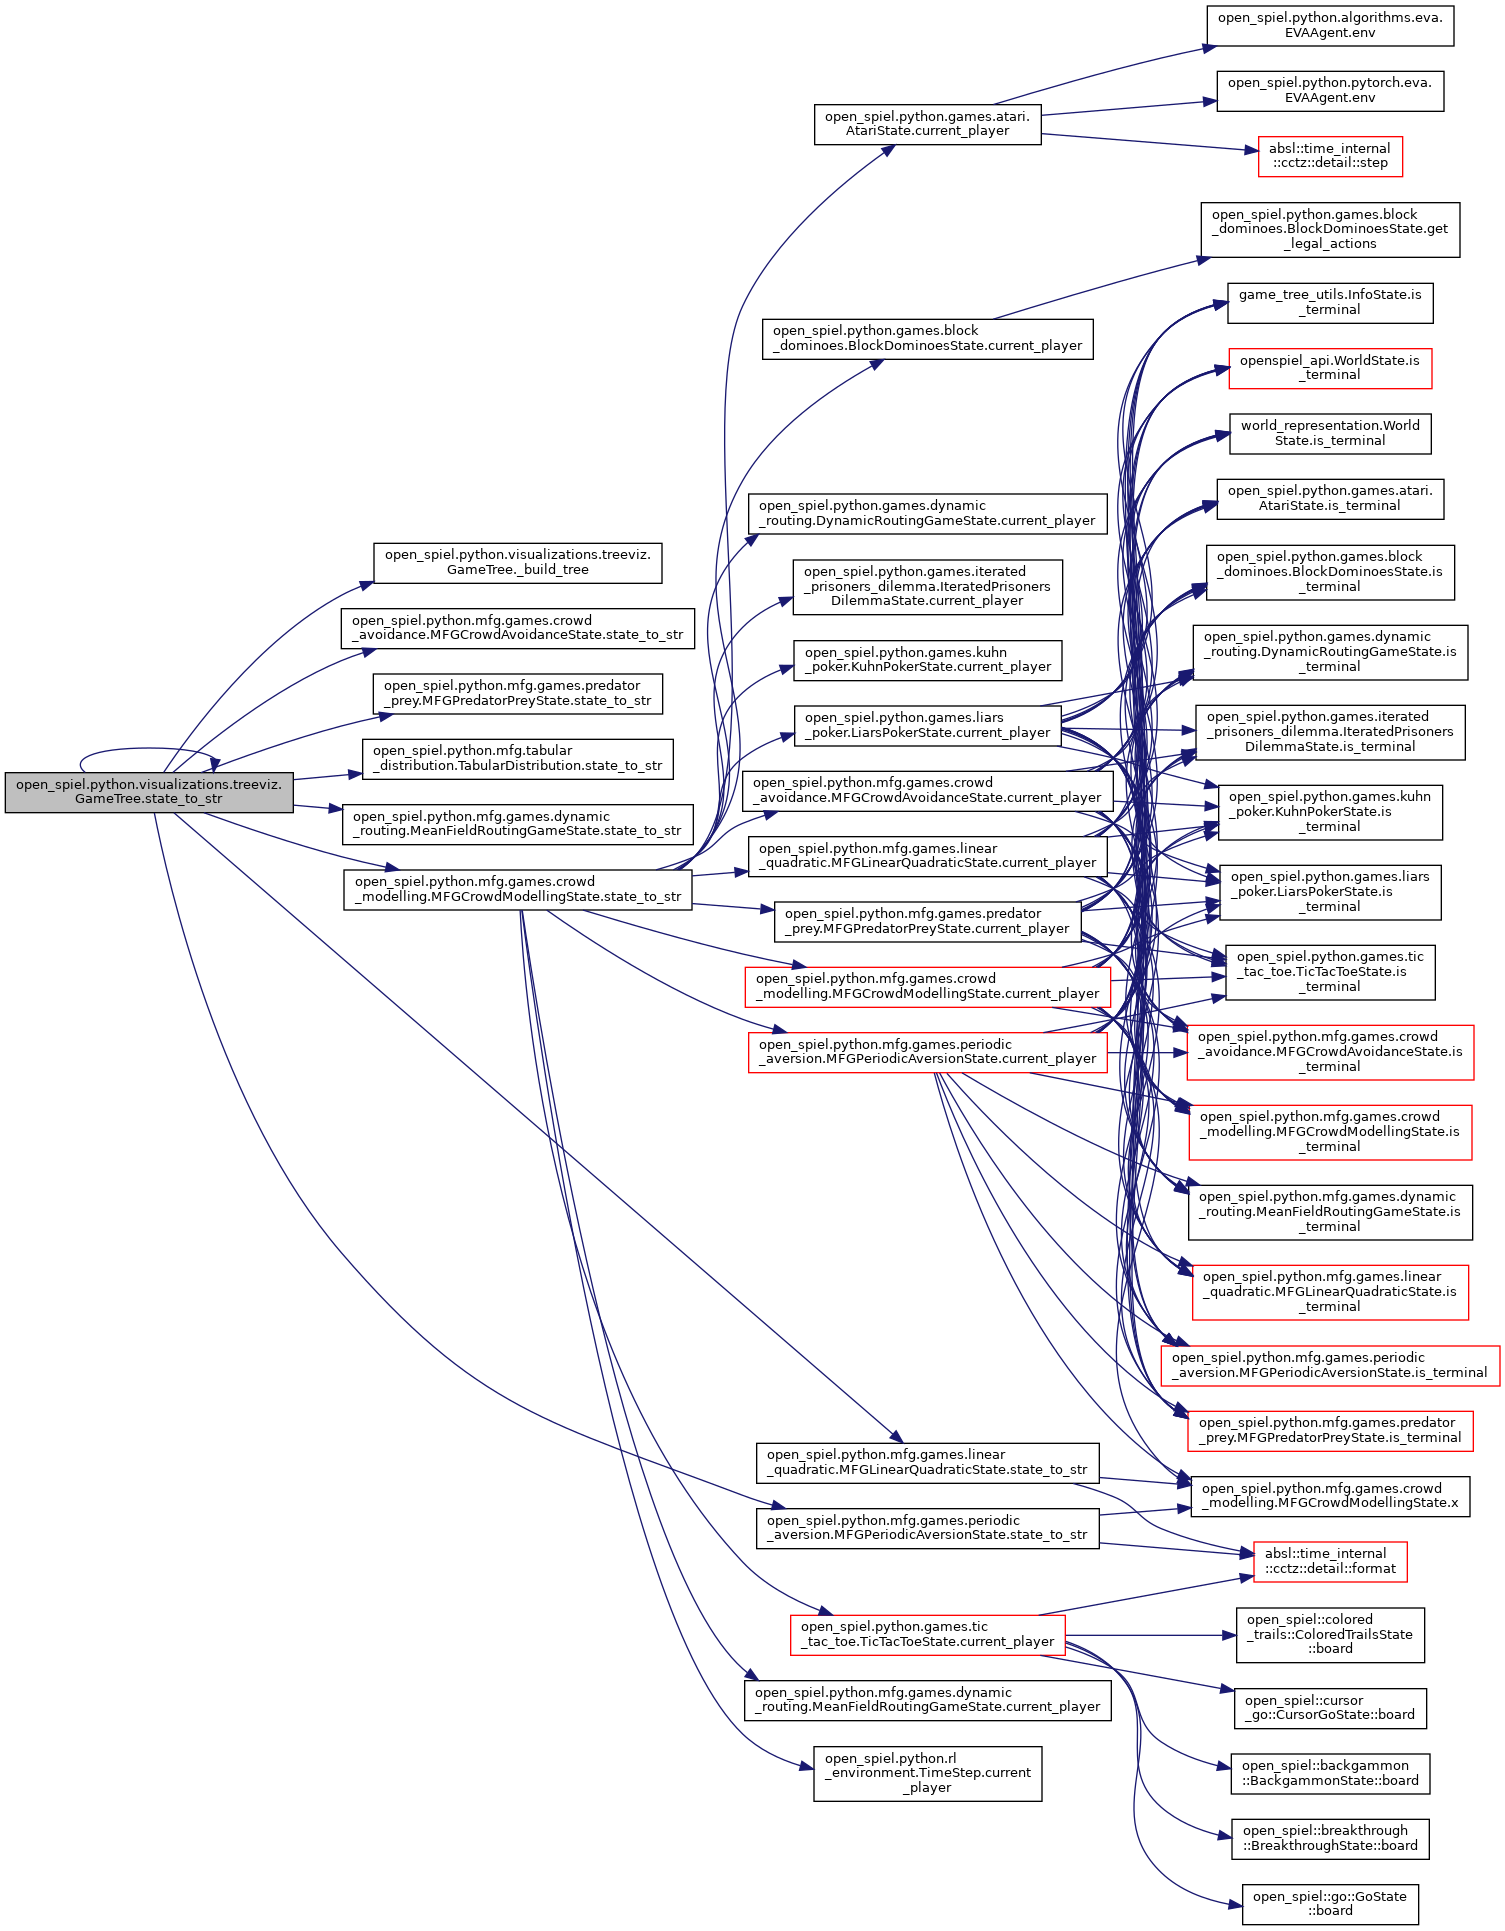 open_spiel.python.visualizations.treeviz.
GameTree.state_to_str
open_spiel.python.visualizations.treeviz.
GameTree._build_tree
open_spiel.python.mfg.games.crowd
_avoidance.MFGCrowdAvoidanceState.state_to_str
open_spiel.python.mfg.games.predator
_prey.MFGPredatorPreyState.state_to_str
open_spiel.python.mfg.tabular
_distribution.TabularDistribution.state_to_str
open_spiel.python.mfg.games.dynamic
_routing.MeanFieldRoutingGameState.state_to_str
open_spiel.python.mfg.games.crowd
_modelling.MFGCrowdModellingState.state_to_str
open_spiel.python.games.atari.
AtariState.current_player
open_spiel.python.games.block
_dominoes.BlockDominoesState.current_player
open_spiel.python.games.dynamic
_routing.DynamicRoutingGameState.current_player
open_spiel.python.games.iterated
_prisoners_dilemma.IteratedPrisoners
DilemmaState.current_player
open_spiel.python.games.kuhn
_poker.KuhnPokerState.current_player
open_spiel.python.games.liars
_poker.LiarsPokerState.current_player
open_spiel.python.mfg.games.crowd
_avoidance.MFGCrowdAvoidanceState.current_player
open_spiel.python.mfg.games.linear
_quadratic.MFGLinearQuadraticState.current_player
open_spiel.python.mfg.games.predator
_prey.MFGPredatorPreyState.current_player
open_spiel.python.mfg.games.crowd
_modelling.MFGCrowdModellingState.current_player
open_spiel.python.mfg.games.periodic
_aversion.MFGPeriodicAversionState.current_player
open_spiel.python.mfg.games.linear
_quadratic.MFGLinearQuadraticState.state_to_str
open_spiel.python.mfg.games.periodic
_aversion.MFGPeriodicAversionState.state_to_str
open_spiel.python.games.tic
_tac_toe.TicTacToeState.current_player
open_spiel.python.mfg.games.dynamic
_routing.MeanFieldRoutingGameState.current_player
open_spiel.python.rl
_environment.TimeStep.current
_player
open_spiel.python.algorithms.eva.
EVAAgent.env
open_spiel.python.pytorch.eva.
EVAAgent.env
absl::time_internal
::cctz::detail::step
open_spiel.python.games.block
_dominoes.BlockDominoesState.get
_legal_actions
game_tree_utils.InfoState.is
_terminal
openspiel_api.WorldState.is
_terminal
world_representation.World
State.is_terminal
open_spiel.python.games.atari.
AtariState.is_terminal
open_spiel.python.games.block
_dominoes.BlockDominoesState.is
_terminal
open_spiel.python.games.dynamic
_routing.DynamicRoutingGameState.is
_terminal
open_spiel.python.games.iterated
_prisoners_dilemma.IteratedPrisoners
DilemmaState.is_terminal
open_spiel.python.games.kuhn
_poker.KuhnPokerState.is
_terminal
open_spiel.python.games.liars
_poker.LiarsPokerState.is
_terminal
open_spiel.python.games.tic
_tac_toe.TicTacToeState.is
_terminal
open_spiel.python.mfg.games.crowd
_avoidance.MFGCrowdAvoidanceState.is
_terminal
open_spiel.python.mfg.games.crowd
_modelling.MFGCrowdModellingState.is
_terminal
open_spiel.python.mfg.games.dynamic
_routing.MeanFieldRoutingGameState.is
_terminal
open_spiel.python.mfg.games.linear
_quadratic.MFGLinearQuadraticState.is
_terminal
open_spiel.python.mfg.games.periodic
_aversion.MFGPeriodicAversionState.is_terminal
open_spiel.python.mfg.games.predator
_prey.MFGPredatorPreyState.is_terminal
open_spiel.python.mfg.games.crowd
_modelling.MFGCrowdModellingState.x
absl::time_internal
::cctz::detail::format
open_spiel::colored
_trails::ColoredTrailsState
::board
open_spiel::cursor
_go::CursorGoState::board
open_spiel::backgammon
::BackgammonState::board
open_spiel::breakthrough
::BreakthroughState::board
open_spiel::go::GoState
::board